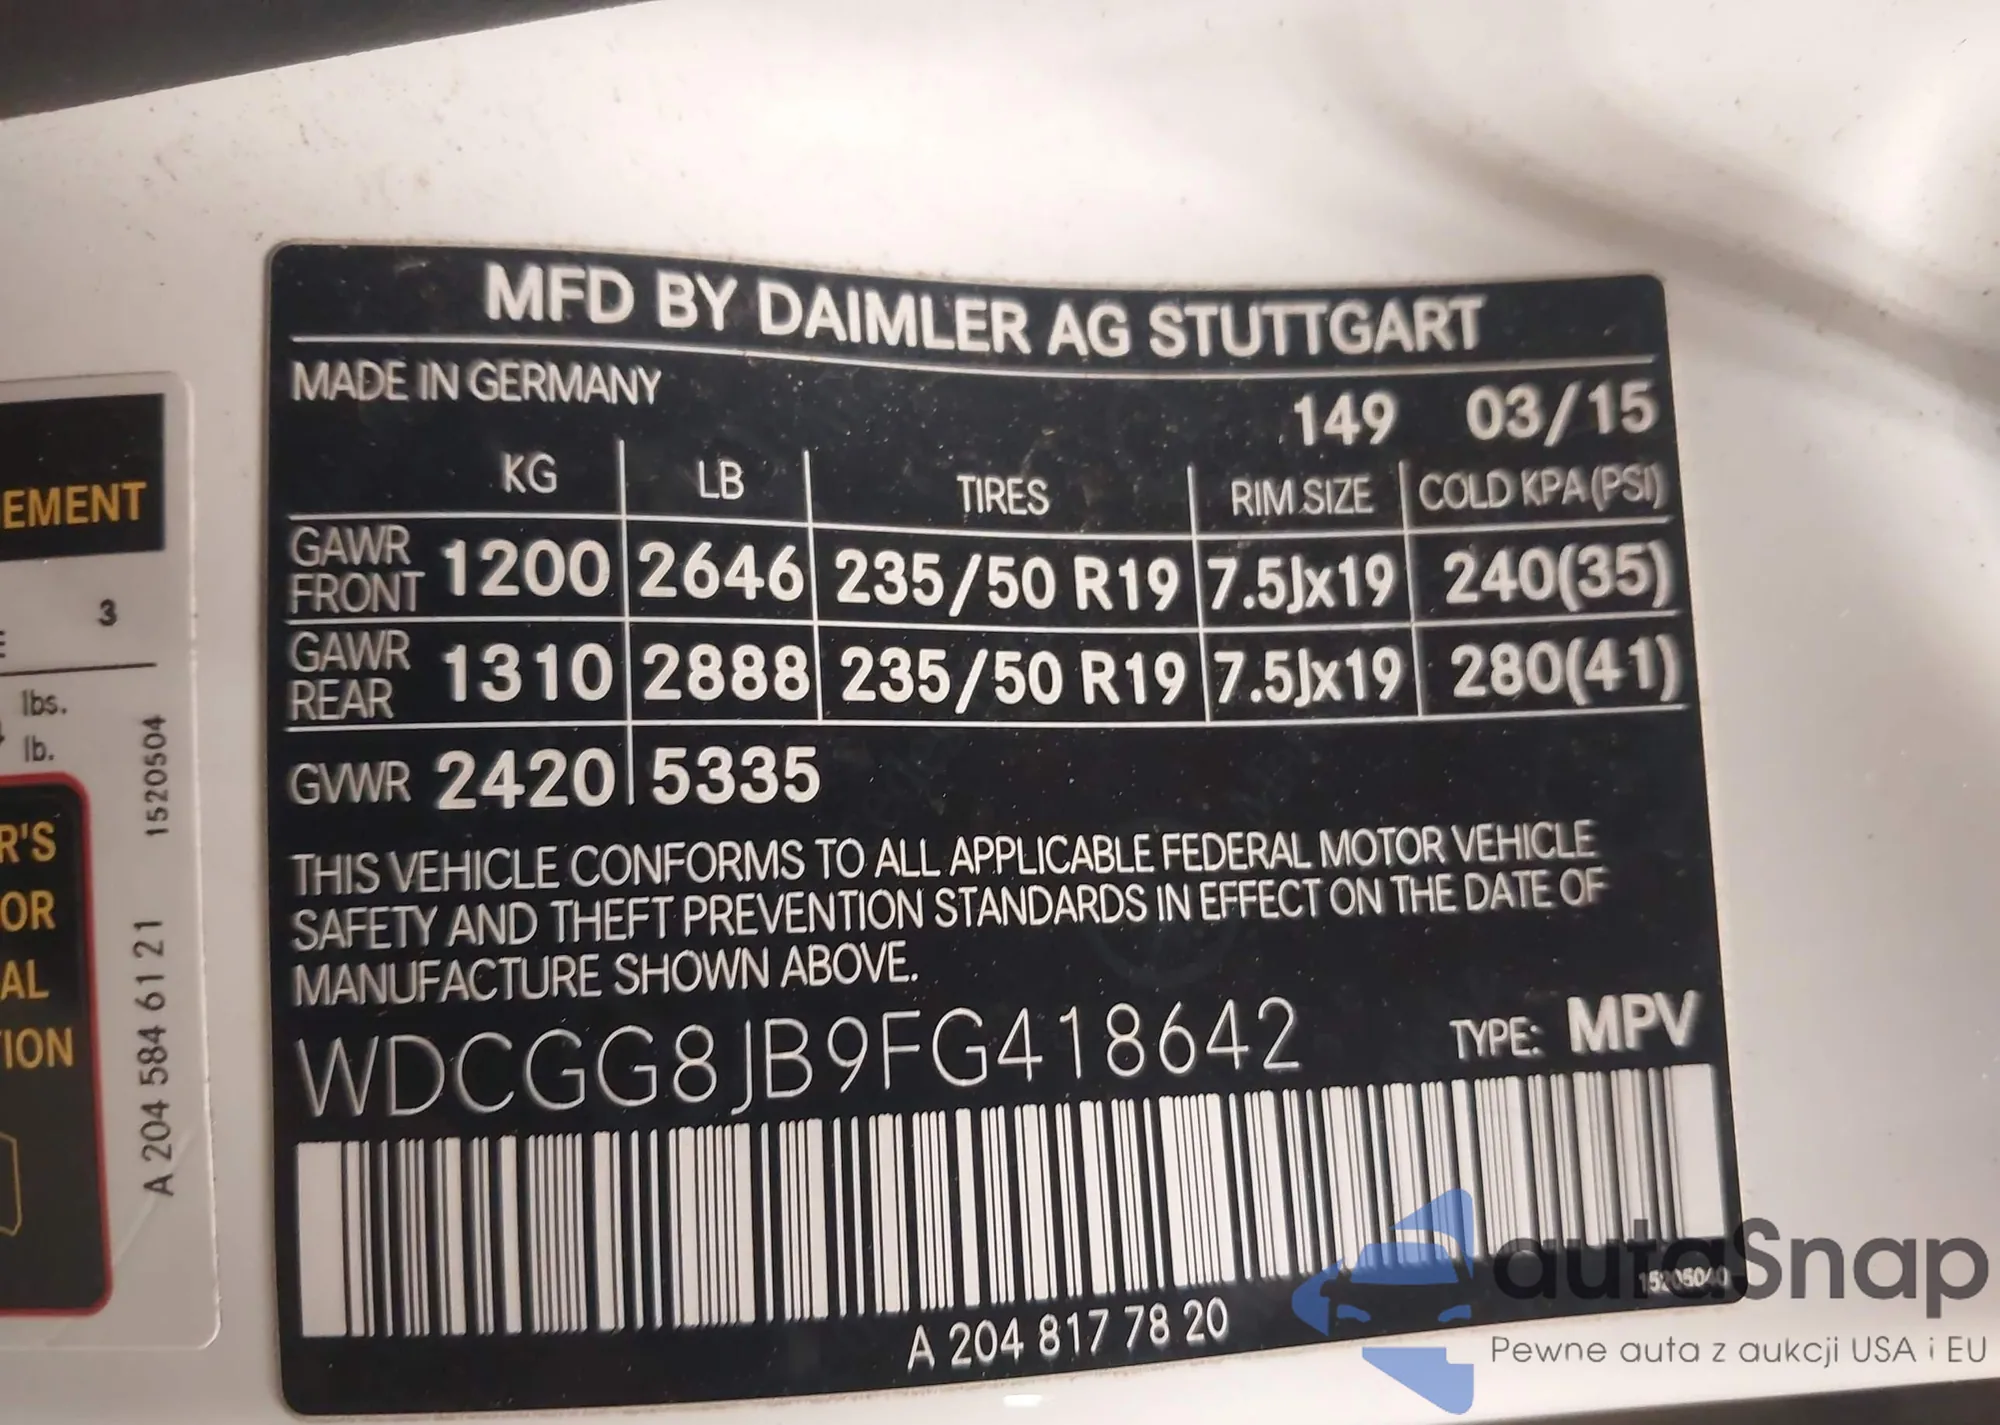 MFD BY DAIMLER AG STUTTGART
MADE IN GERMANY
149 03/15
KG LB TIRES RIM SIZE COLD KPA (PSI)
GAWR FRONT 1200 2646 235/50 R19 7.5Jx19 240(35)
GAWR REAR 1310 2888 235/50 R19 7.5Jx19 280(41)
GVWR 2420 5335
THIS VEHICLE CONFORMS TO ALL APPLICABLE FEDERAL MOTOR VEHICLE
SAFETY AND THEFT PREVENTION STANDARDS IN EFFECT ON THE DATE OF
MANUFACTURE SHOWN ABOVE.
WDCGG8JB9FG418642 TYPE: MPV
A 204 817 78 20
15205040
EMENT
3
lbs.
lb.
R'S
OR
AL
TION
A 204 584 61 21 1520504
autaSnap
Pewne auta z aukcji USA i EU